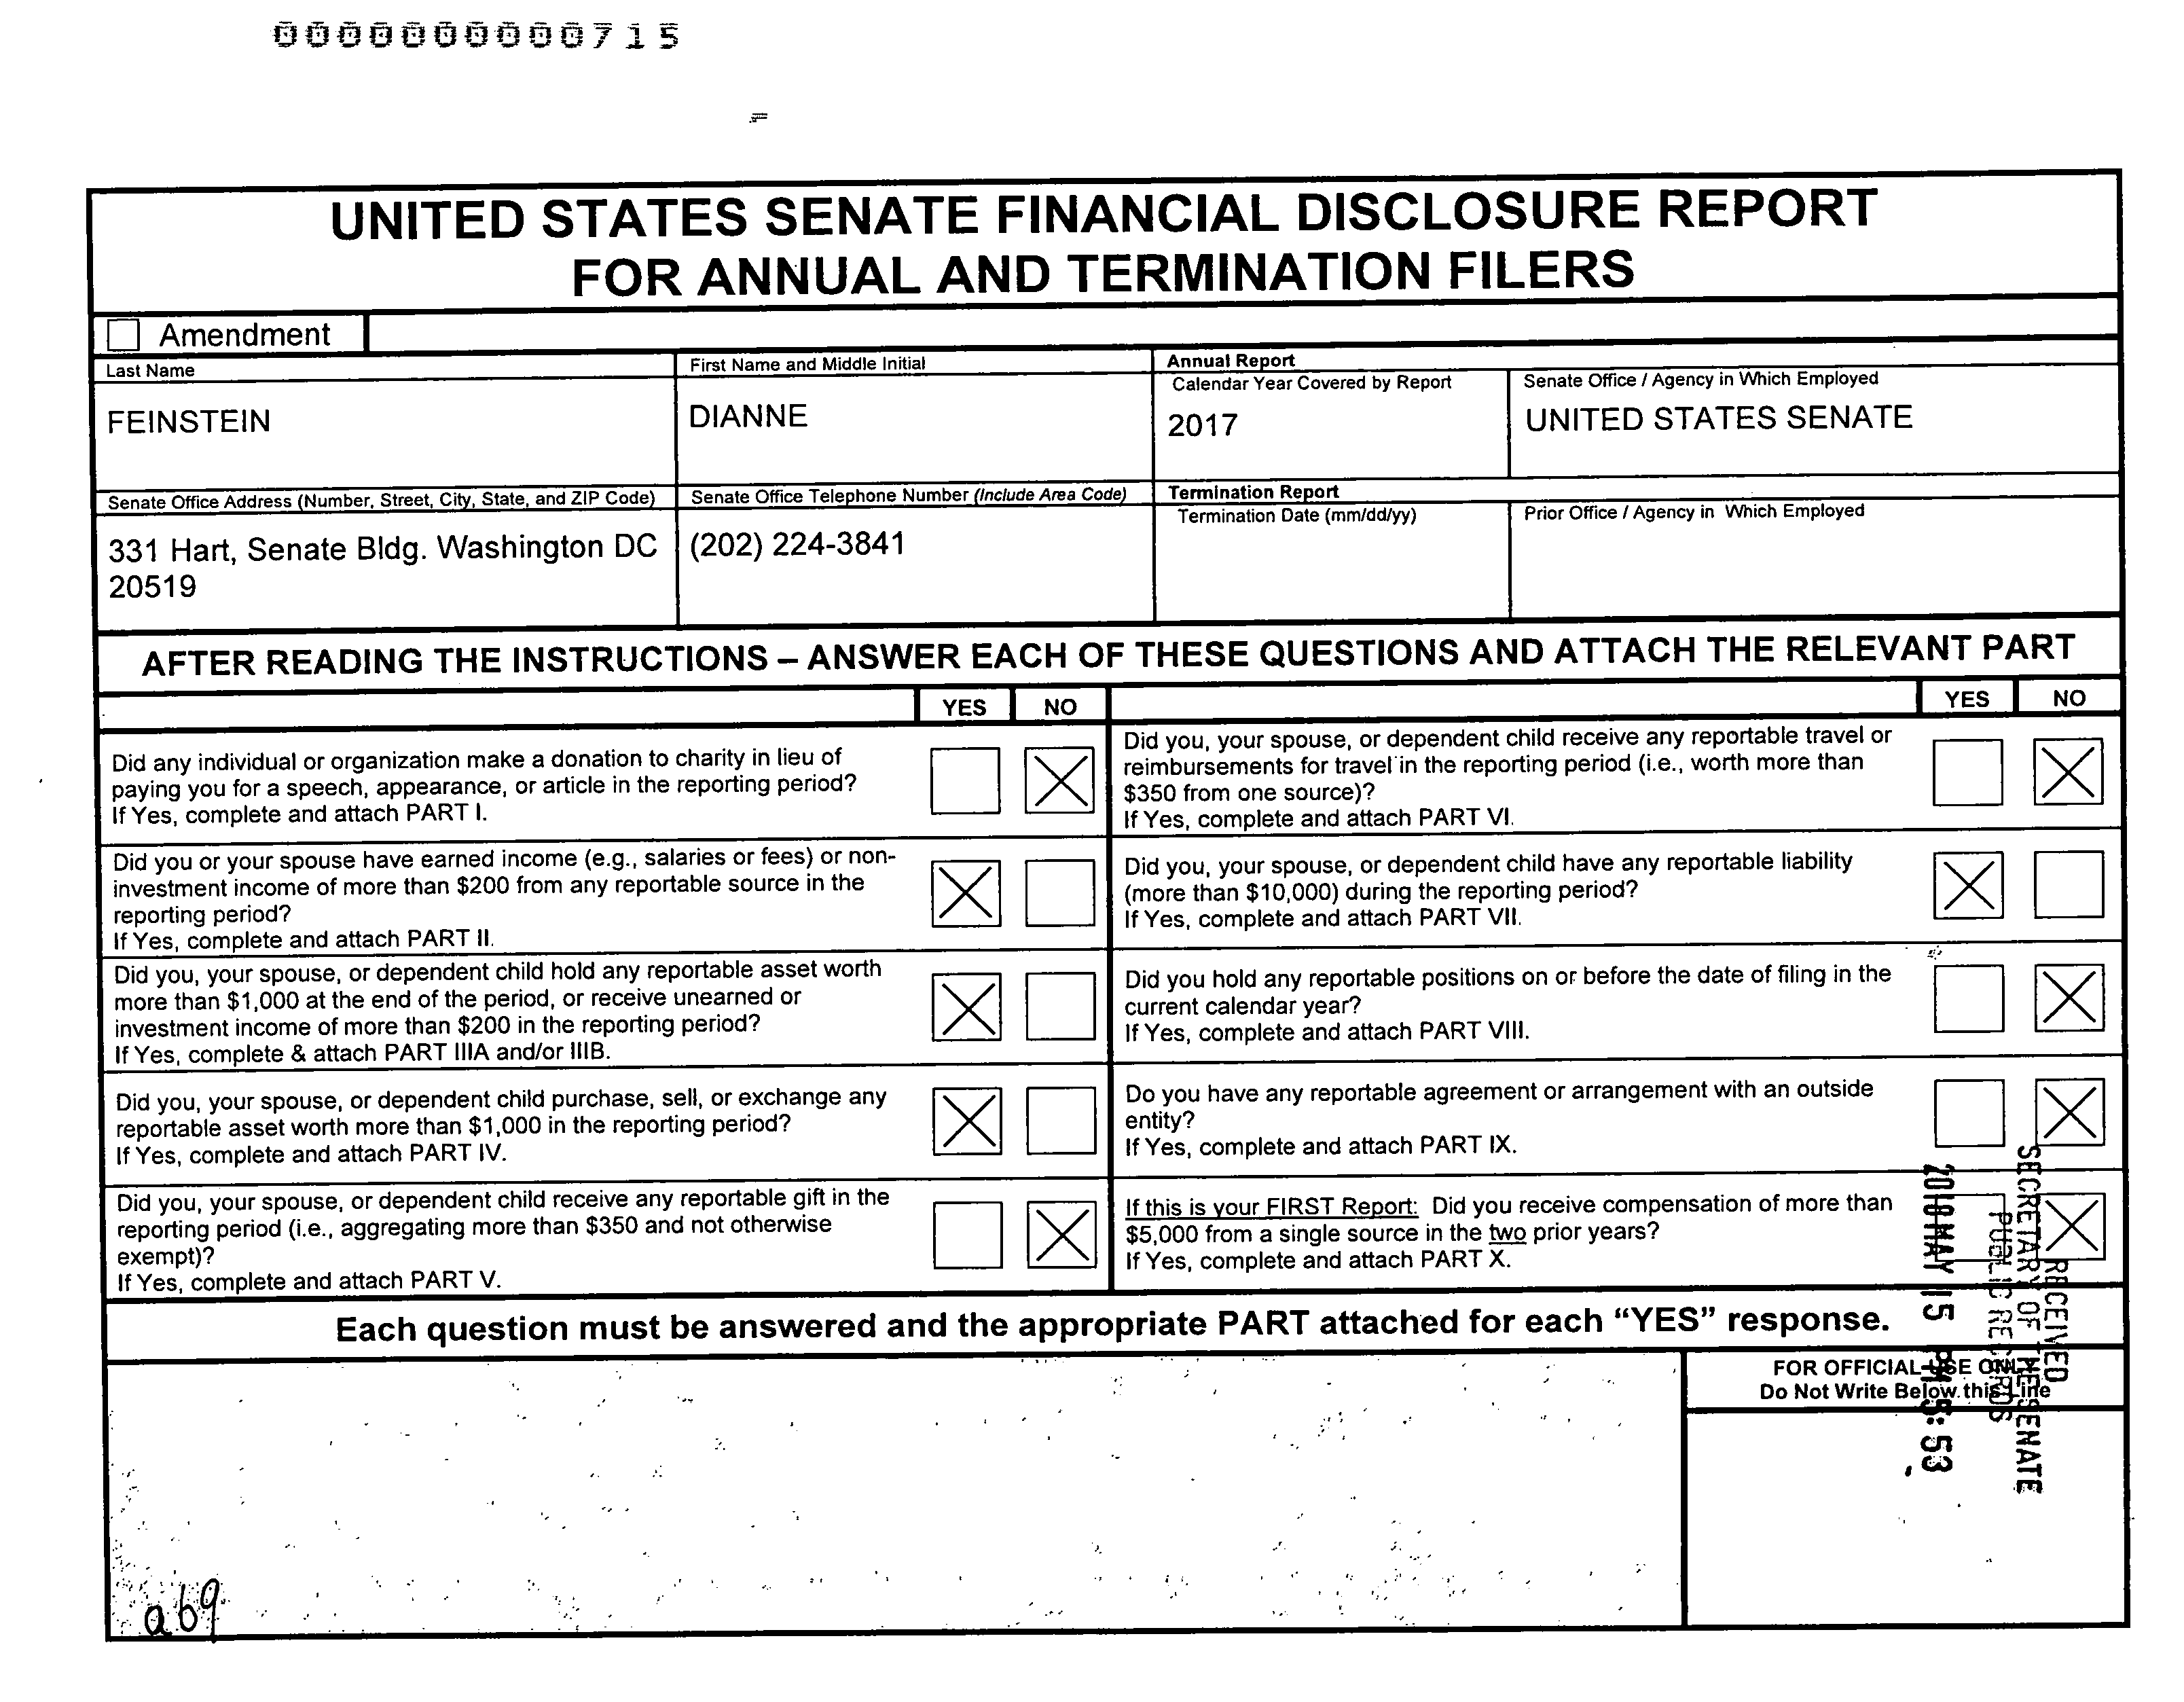 0000000000715
UNITED STATES SENATE FINANCIAL DISCLOSURE REPORT
FOR ANNUAL AND TERMINATION FILERS
Amendment
Last Name
FEINSTEIN
First Name and Middle Initial
DIANNE
Annual Report
Calendar Year Covered by Report
2017
Senate Office / Agency in Which Employed
UNITED STATES SENATE
Senate Office Address (Number, Street, City, State, and ZIP Code)
331 Hart, Senate Bldg. Washington DC
20519
Senate Office Telephone Number (Include Area Code)
(202) 224-3841
Termination Report
Termination Date (mm/dd/yy)
Prior Office / Agency in Which Employed
AFTER READING THE INSTRUCTIONS – ANSWER EACH OF THESE QUESTIONS AND ATTACH THE RELEVANT PART
YES NO
Did any individual or organization make a donation to charity in lieu of
paying you for a speech, appearance, or article in the reporting period?
If Yes, complete and attach PART I.
Did you or your spouse have earned income (e.g., salaries or fees) or non-
investment income of more than $200 from any reportable source in the
reporting period?
If Yes, complete and attach PART II.
Did you, your spouse, or dependent child hold any reportable asset worth
more than $1,000 at the end of the period, or receive unearned or
investment income of more than $200 in the reporting period?
If Yes, complete & attach PART IIIA and/or IIIB.
Did you, your spouse, or dependent child purchase, sell, or exchange any
reportable asset worth more than $1,000 in the reporting period?
If Yes, complete and attach PART IV.
Did you, your spouse, or dependent child receive any reportable gift in the
reporting period (i.e., aggregating more than $350 and not otherwise
exempt)?
If Yes, complete and attach PART V.
YES NO
Did you, your spouse, or dependent child receive any reportable travel or
reimbursements for travel in the reporting period (i.e., worth more than
$350 from one source)?
If Yes, complete and attach PART VI.
Did you, your spouse, or dependent child have any reportable liability
(more than $10,000) during the reporting period?
If Yes, complete and attach PART VII.
Did you hold any reportable positions on or before the date of filing in the
current calendar year?
If Yes, complete and attach PART VIII.
Do you have any reportable agreement or arrangement with an outside
entity?
If Yes, complete and attach PART IX.
If this is your FIRST Report: Did you receive compensation of more than
$5,000 from a single source in the two prior years?
If Yes, complete and attach PART X.
Each question must be answered and the appropriate PART attached for each “YES” response.
FOR OFFICIAL USE ONLY
Do Not Write Below this Line
RECEIVED
SECRETARY OF THE SENATE
PUBLIC RECORDS
2018 MAY 15 PM 5:53
ab9